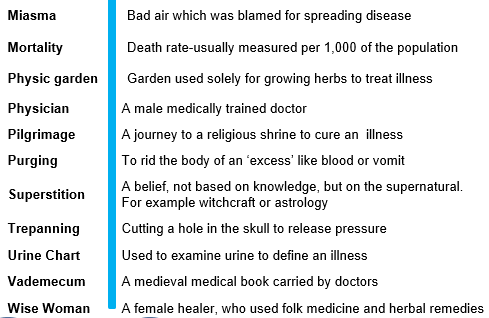 Miasma Bad air which was blamed for spreading disease
Mortality Death rate-usually measured per 1,000 of the population
Physic garden Garden used solely for growing herbs to treat illness
Physician A male medically trained doctor
Pilgrimage A journey to a religious shrine to cure an illness
Purging To rid the body of an ‘excess’ like blood or vomit
Superstition A belief, not based on knowledge, but on the supernatural.
For example witchcraft or astrology
Trepanning Cutting a hole in the skull to release pressure
Urine Chart Used to examine urine to define an illness
Vademecum A medieval medical book carried by doctors
Wise Woman A female healer, who used folk medicine and herbal remedies